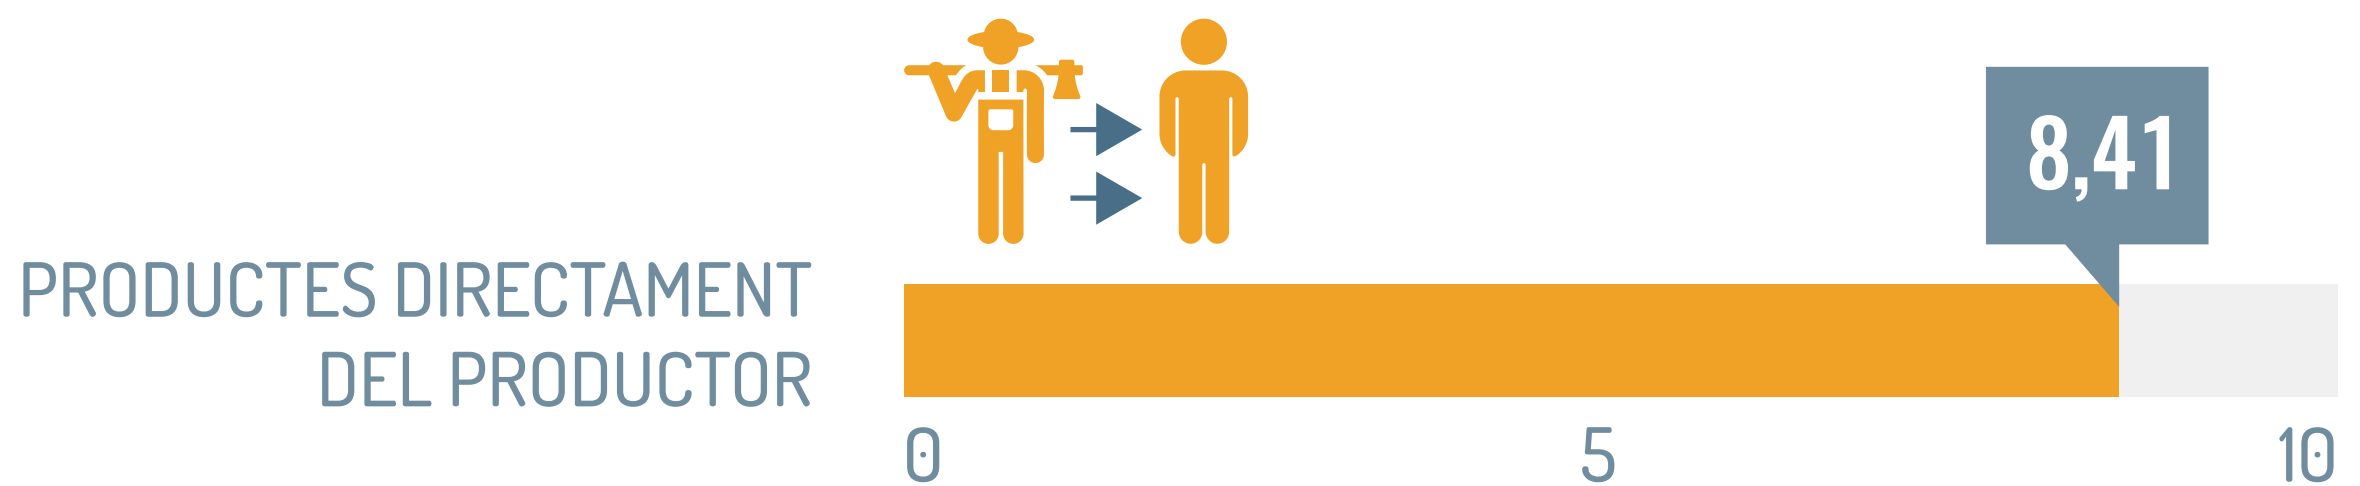 8,41
PRODUCTES DIRECTAMENT
DEL PRODUCTOR
0 5 10